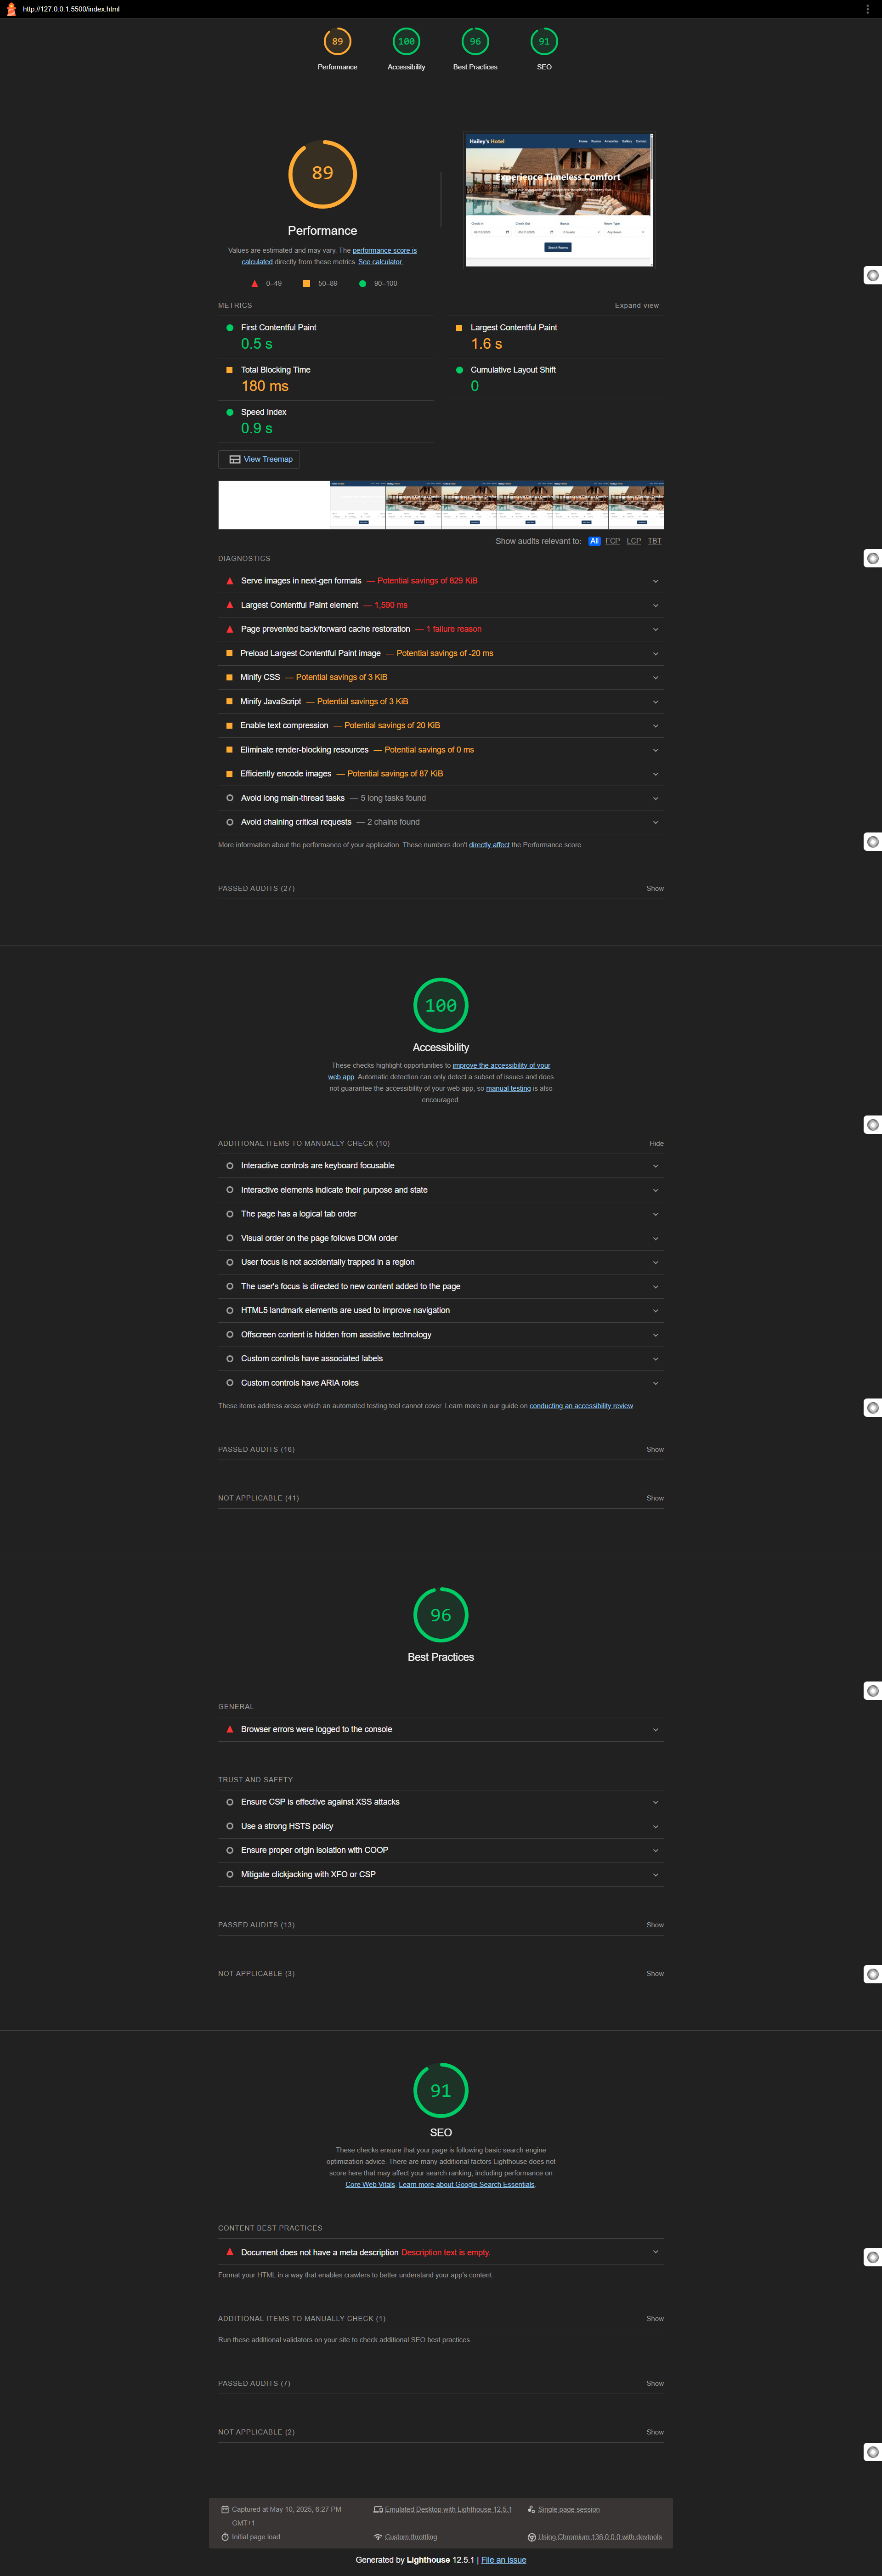 http://127.0.0.1:5500/index.html
89
100
96
91
Performance
Accessibility
Best Practices
SEO
89
Performance
Values are estimated and may vary. The performance score is
calculated directly from these metrics. See calculator.
0–49
50–89
90–100
Hailey's Hotel
Home
Rooms
Amenities
Gallery
Contact
Experience Timeless Comfort
Check-In
Check-Out
Guests
Room Type
2 Guests
Any Room
Search Rooms
METRICS
Expand view
First Contentful Paint
0.5 s
Largest Contentful Paint
1.6 s
Total Blocking Time
180 ms
Cumulative Layout Shift
0
Speed Index
0.9 s
View Treemap
Show audits relevant to: All FCP LCP TBT
DIAGNOSTICS
Serve images in next-gen formats — Potential savings of 829 KiB
Largest Contentful Paint element — 1,590 ms
Page prevented back/forward cache restoration — 1 failure reason
Preload Largest Contentful Paint image — Potential savings of -20 ms
Minify CSS — Potential savings of 3 KiB
Minify JavaScript — Potential savings of 3 KiB
Enable text compression — Potential savings of 20 KiB
Eliminate render-blocking resources — Potential savings of 0 ms
Efficiently encode images — Potential savings of 87 KiB
Avoid long main-thread tasks — 5 long tasks found
Avoid chaining critical requests — 2 chains found
More information about the performance of your application. These numbers don't directly affect the Performance score.
PASSED AUDITS (27)
Show
100
Accessibility
These checks highlight opportunities to improve the accessibility of your
web app. Automatic detection can only detect a subset of issues and does
not guarantee the accessibility of your web app, so manual testing is also
encouraged.
ADDITIONAL ITEMS TO MANUALLY CHECK (10)
Hide
Interactive controls are keyboard focusable
Interactive elements indicate their purpose and state
The page has a logical tab order
Visual order on the page follows DOM order
User focus is not accidentally trapped in a region
The user's focus is directed to new content added to the page
HTML5 landmark elements are used to improve navigation
Offscreen content is hidden from assistive technology
Custom controls have associated labels
Custom controls have ARIA roles
These items address areas which an automated testing tool cannot cover. Learn more in our guide on conducting an accessibility review.
PASSED AUDITS (16)
Show
NOT APPLICABLE (41)
Show
96
Best Practices
GENERAL
Browser errors were logged to the console
TRUST AND SAFETY
Ensure CSP is effective against XSS attacks
Use a strong HSTS policy
Ensure proper origin isolation with COOP
Mitigate clickjacking with XFO or CSP
PASSED AUDITS (13)
Show
NOT APPLICABLE (3)
Show
91
SEO
These checks ensure that your page is following basic search engine
optimization advice. There are many additional factors Lighthouse does not
score here that may affect your search ranking, including performance on
Core Web Vitals. Learn more about Google Search Essentials.
CONTENT BEST PRACTICES
Document does not have a meta description Description text is empty.
Format your HTML in a way that enables crawlers to better understand your app's content.
ADDITIONAL ITEMS TO MANUALLY CHECK (1)
Show
Run these additional validators on your site to check additional SEO best practices.
PASSED AUDITS (7)
Show
NOT APPLICABLE (2)
Show
Captured at May 10, 2025, 6:27 PM
GMT+1
Emulated Desktop with Lighthouse 12.5.1
Single page session
Initial page load
Custom throttling
Using Chromium 136.0.0.0 with devtools
Generated by Lighthouse 12.5.1 | File an issue